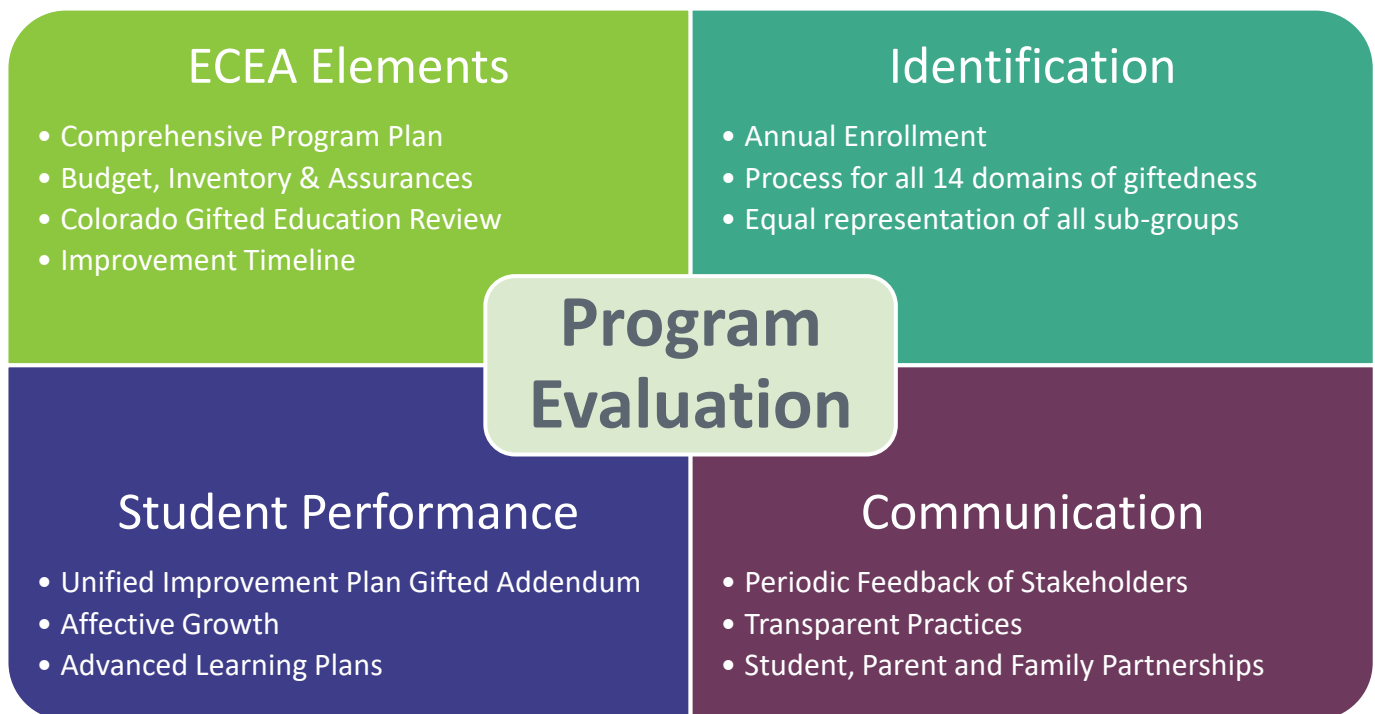 ECEA Elements
• Comprehensive Program Plan
• Budget, Inventory & Assurances
• Colorado Gifted Education Review
• Improvement Timeline
Identification
• Annual Enrollment
• Process for all 14 domains of giftedness
• Equal representation of all sub-groups
Program
Evaluation
Student Performance
• Unified Improvement Plan Gifted Addendum
• Affective Growth
• Advanced Learning Plans
Communication
• Periodic Feedback of Stakeholders
• Transparent Practices
• Student, Parent and Family Partnerships